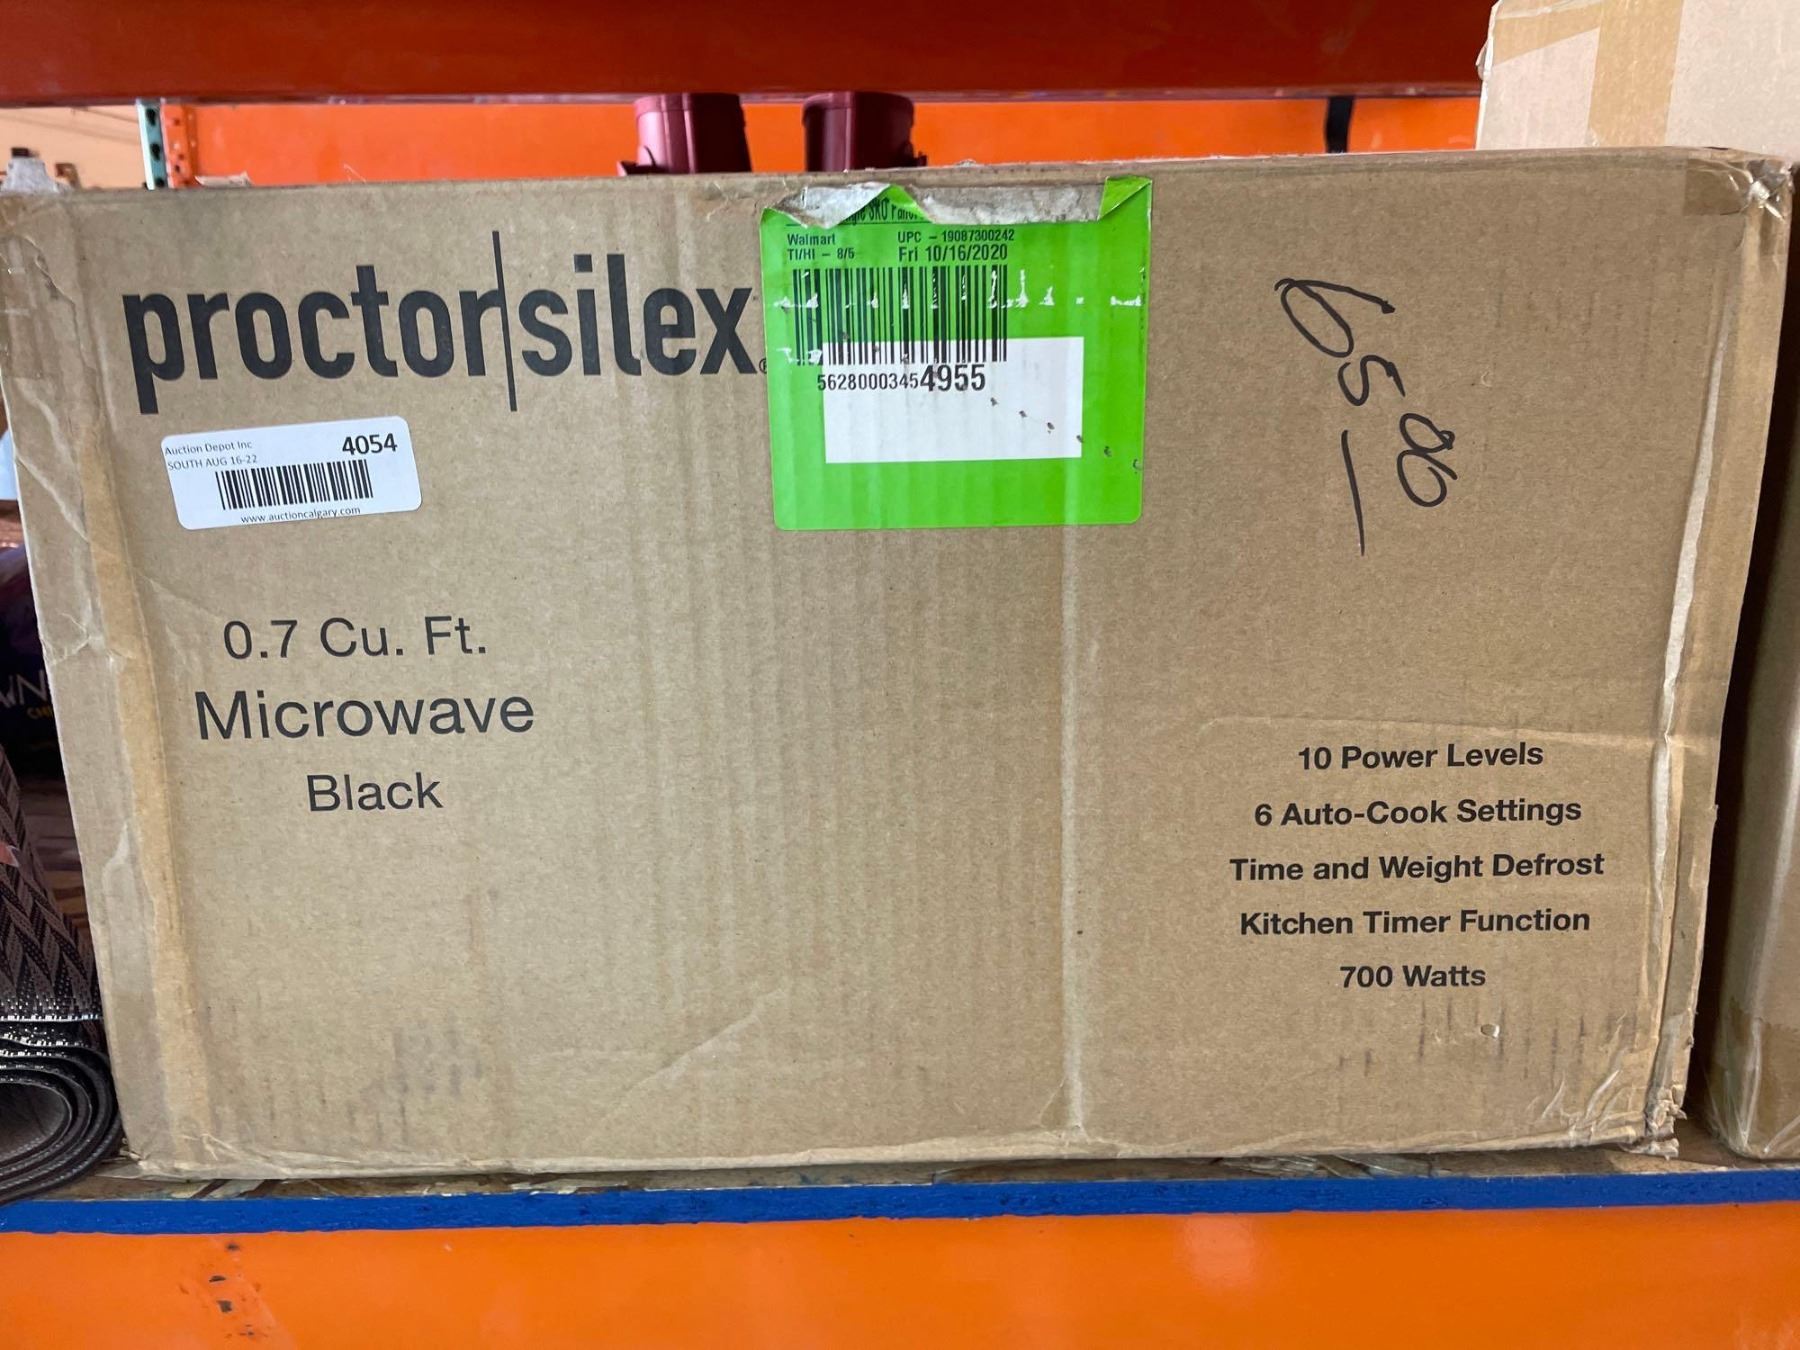 proctor|silex®
SKU
Walmart UPC - 19087300242
TI/HI - 8/5 Fri 10/16/2020
56280003454955
65 00
Auction Depot Inc 4054
SOUTH AUG 16-22
www.auctioncalgary.com
0.7 Cu. Ft.
Microwave
Black
10 Power Levels
6 Auto-Cook Settings
Time and Weight Defrost
Kitchen Timer Function
700 Watts